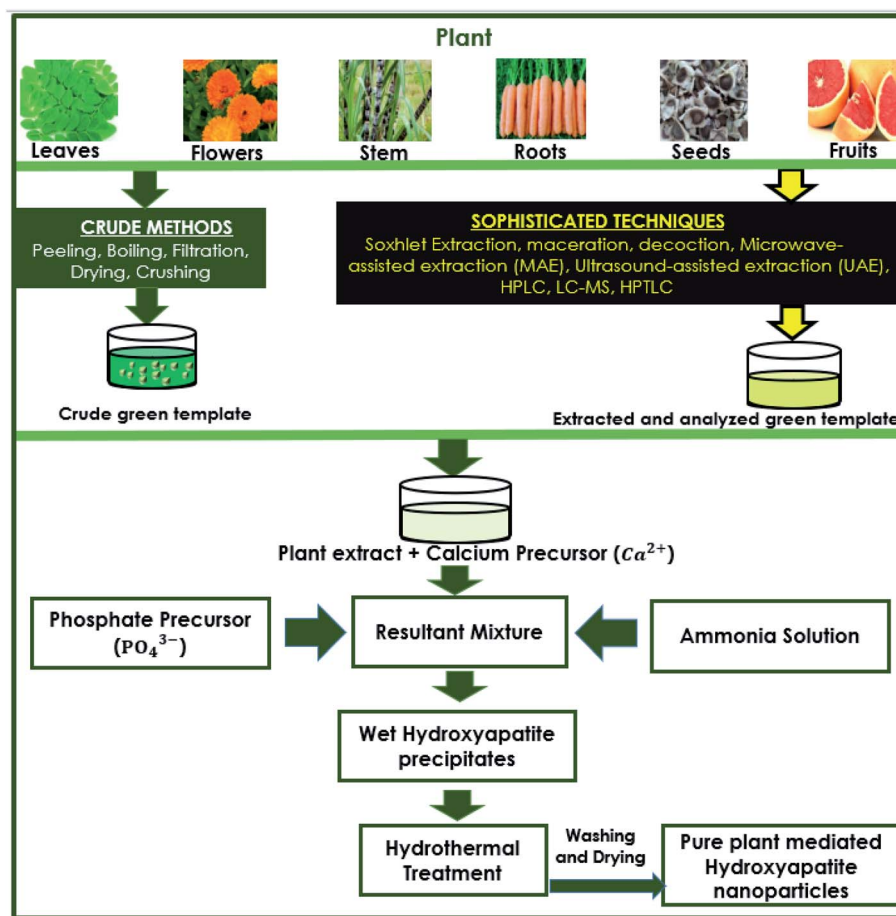 Plant
Leaves
Flowers
Stem
Roots
Seeds
Fruits
CRUDE METHODS
Peeling, Boiling, Filtration,
Drying, Crushing
SOPHISTICATED TECHNIQUES
Soxhlet Extraction, maceration, decoction, Microwave-
assisted extraction (MAE), Ultrasound-assisted extraction (UAE),
HPLC, LC-MS, HPTLC
Crude green template
Extracted and analyzed green template
Plant extract + Calcium Precursor (Ca²⁺)
Phosphate Precursor
(PO₄³⁻)
Resultant Mixture
Ammonia Solution
Wet Hydroxyapatite
precipitates
Hydrothermal
Treatment
Washing
and Drying
Pure plant mediated
Hydroxyapatite
nanoparticles